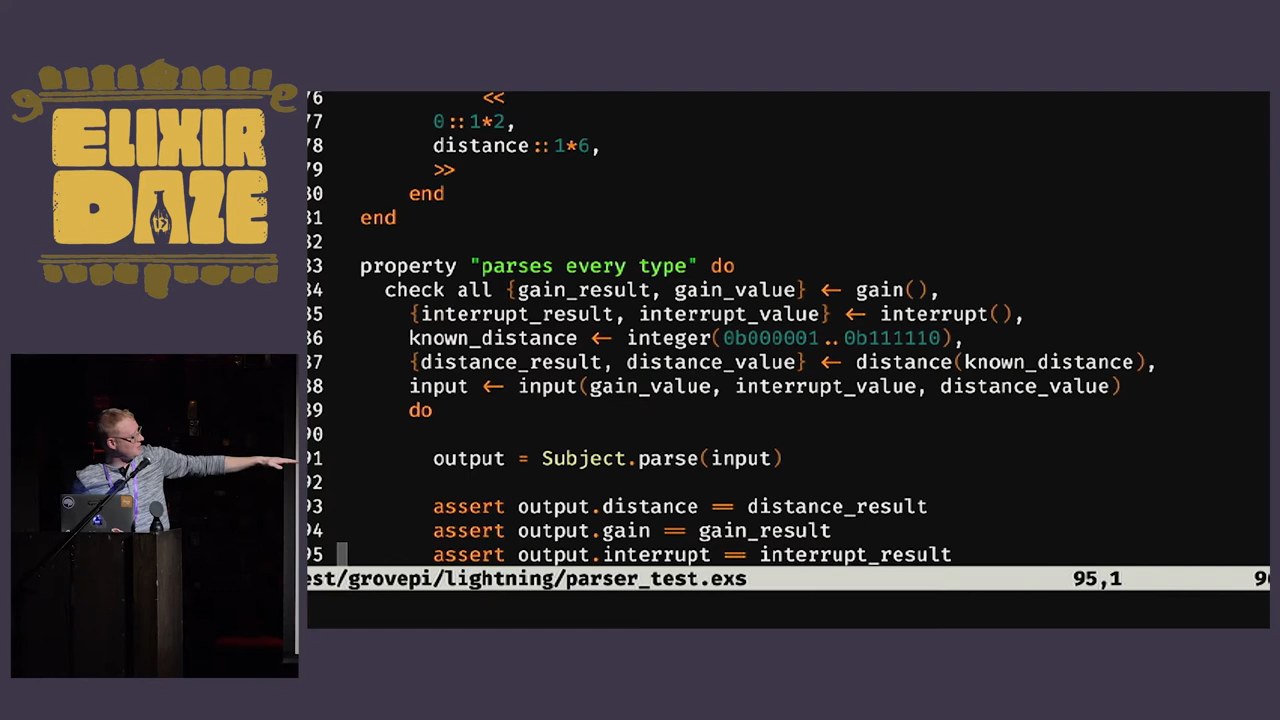 ELIXIR
DAZE
76 <<
77 0::1*2,
78 distance::1*6,
79 >>
80 end
81 end
82
83 property "parses every type" do
84 check all {gain_result, gain_value} <- gain(),
85 {interrupt_result, interrupt_value} <- interrupt(),
86 known_distance <- integer(0b000001..0b111110),
87 {distance_result, distance_value} <- distance(known_distance),
88 input <- input(gain_value, interrupt_value, distance_value)
89 do
90
91 output = Subject.parse(input)
92
93 assert output.distance == distance_result
94 assert output.gain == gain_result
95 assert output.interrupt == interrupt_result
est/grovepi/lightning/parser_test.exs 95,1 9